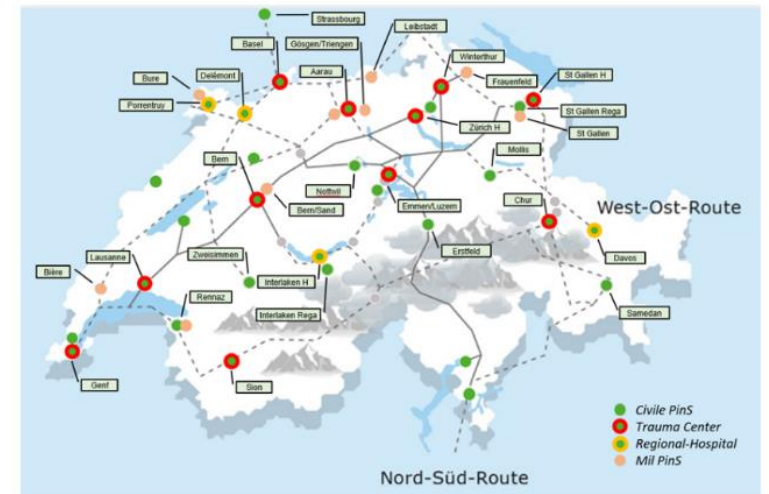 Strasbourg
Leibstadt
Basel
Gösgen/Triengen
Winterthur
Bure
Delémont
Aarau
Frauenfeld
St Gallen H
Porrentruy
St Gallen Rega
Zürich H
St Gallen
Bern
Mollis
Nottwil
Chur
West-Ost-Route
Bern/Sand
Emmen/Luzern
Lausanne
Zweisimmen
Erstfeld
Davos
Bière
Interlaken H
Rennaz
Interlaken Rega
Samedan
Genf
Sion
Civile PinS
Trauma Center
Regional-Hospital
Mil PinS
Nord-Süd-Route